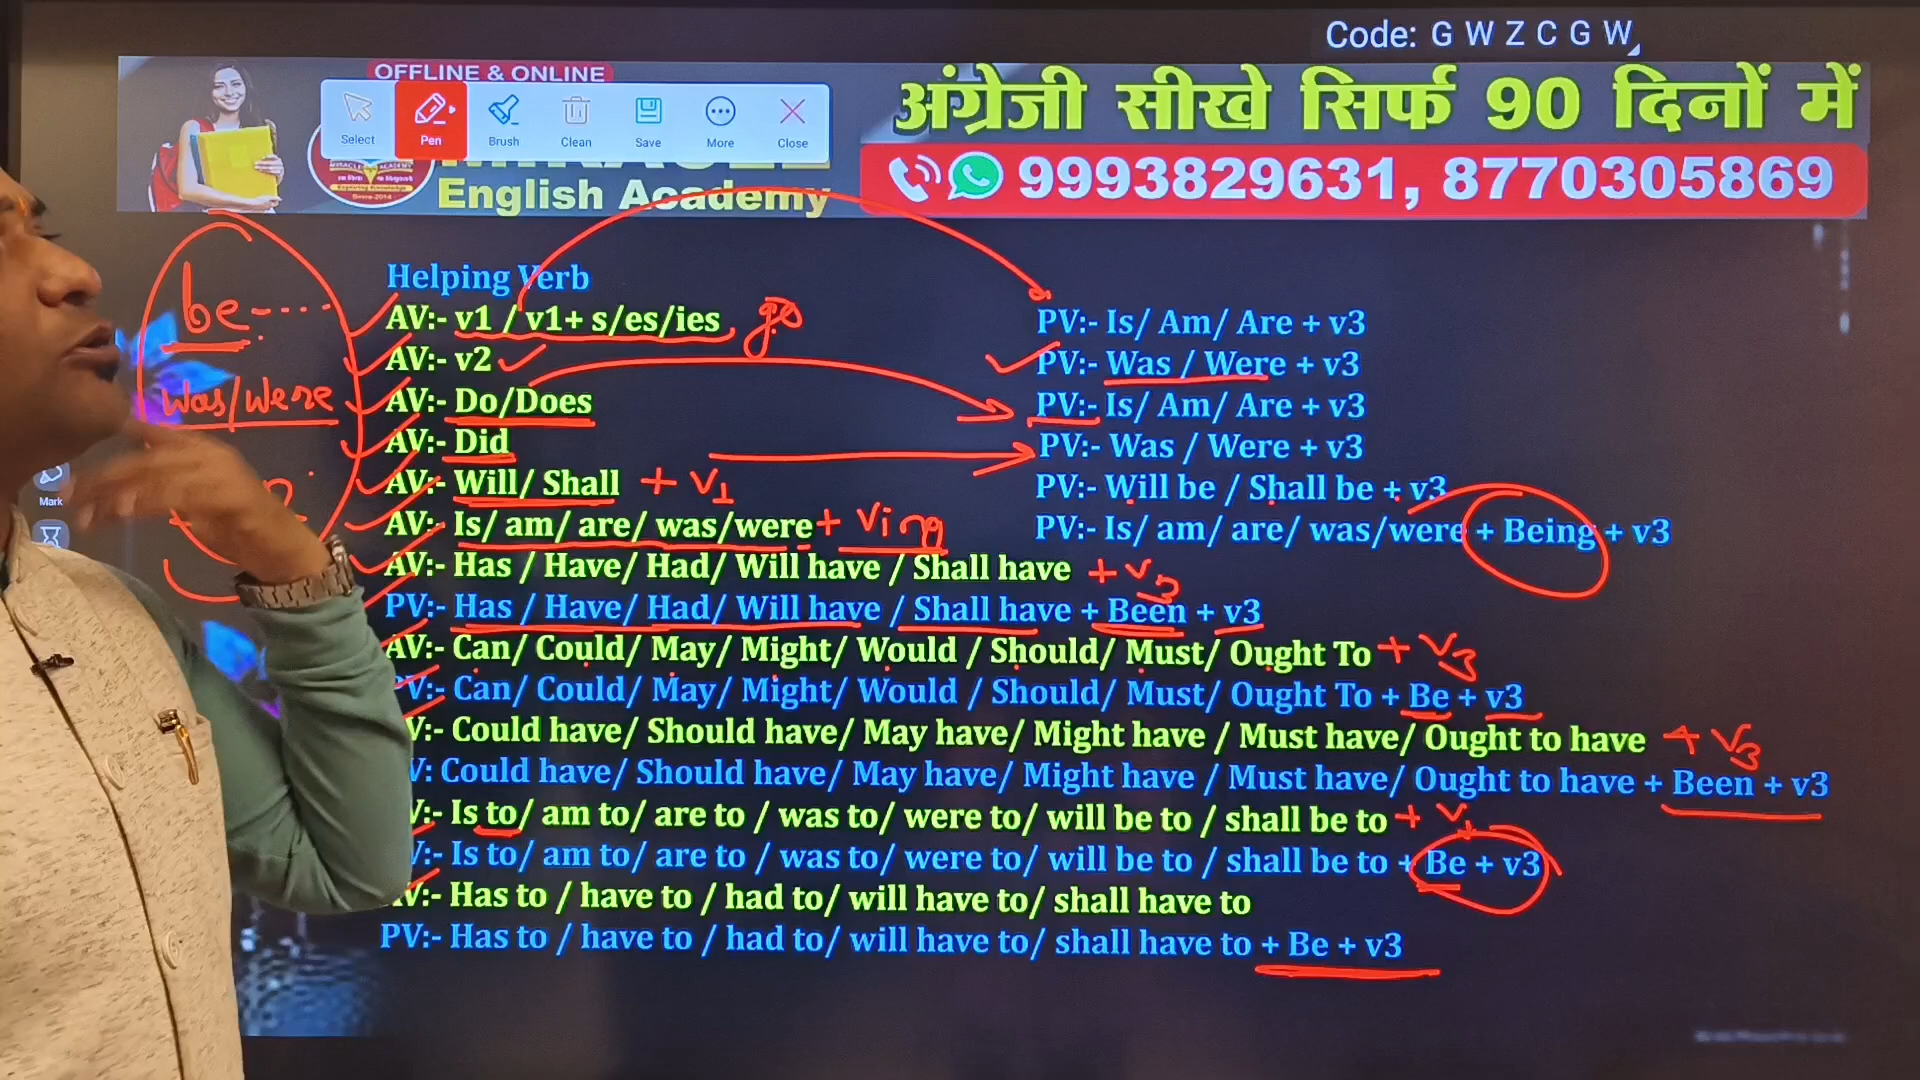 Code: G W Z C G W
OFFLINE & ONLINE
Select Pen Brush Clean Save More Close
English Academy
अंग्रेजी सीखे सिर्फ 90 दिनों में
9993829631, 8770305869
be-----
was/were
Mark
Helping Verb
AV:- v1 / v1+ s/es/ies go
PV:- Is/ Am/ Are + v3
AV:- v2
PV:- Was / Were + v3
AV:- Do/Does
PV:- Is/ Am/ Are + v3
AV:- Did
PV:- Was / Were + v3
AV:- Will/ Shall + V1
PV:- Will be / Shall be + v3
AV:- Is/ am/ are/ was/were + Ving
PV:- Is/ am/ are/ was/were + Being + v3
AV:- Has / Have/ Had/ Will have / Shall have + V3
PV:- Has / Have/ Had/ Will have / Shall have + Been + v3
AV:- Can/ Could/ May/ Might/ Would / Should/ Must/ Ought To + V3
PV:- Can/ Could/ May/ Might/ Would / Should/ Must/ Ought To + Be + v3
V:- Could have/ Should have/ May have/ Might have / Must have/ Ought to have + V3
V: Could have/ Should have/ May have/ Might have / Must have/ Ought to have + Been + v3
V:- Is to/ am to/ are to / was to/ were to/ will be to / shall be to + V1
V:- Is to/ am to/ are to / was to/ were to/ will be to / shall be to + Be + v3
AV:- Has to / have to / had to/ will have to/ shall have to
PV:- Has to / have to / had to/ will have to/ shall have to + Be + v3